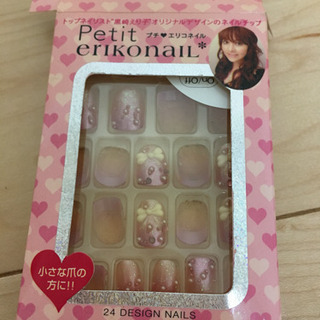 トップネイリスト"黒崎えり子"オリジナルデザインのネイルチップ
Petit
プチ♥エリコネイル
erikonail*
小さな爪の
方に!!
24 DESIGN NAILS